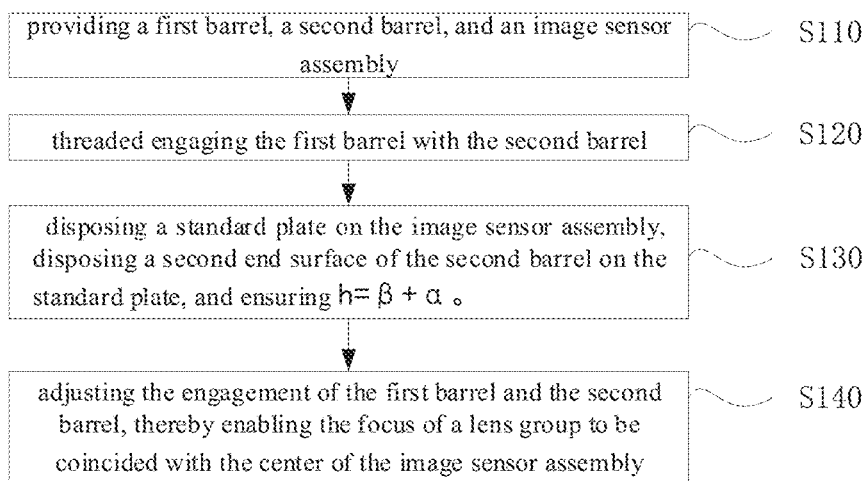 providing a first barrel, a second barrel, and an image sensor
assembly
S110
threaded engaging the first barrel with the second barrel
S120
disposing a standard plate on the image sensor assembly,
disposing a second end surface of the second barrel on the
standard plate, and ensuring h= β + α 。
S130
adjusting the engagement of the first barrel and the second
barrel, thereby enabling the focus of a lens group to be
coincided with the center of the image sensor assembly
S140